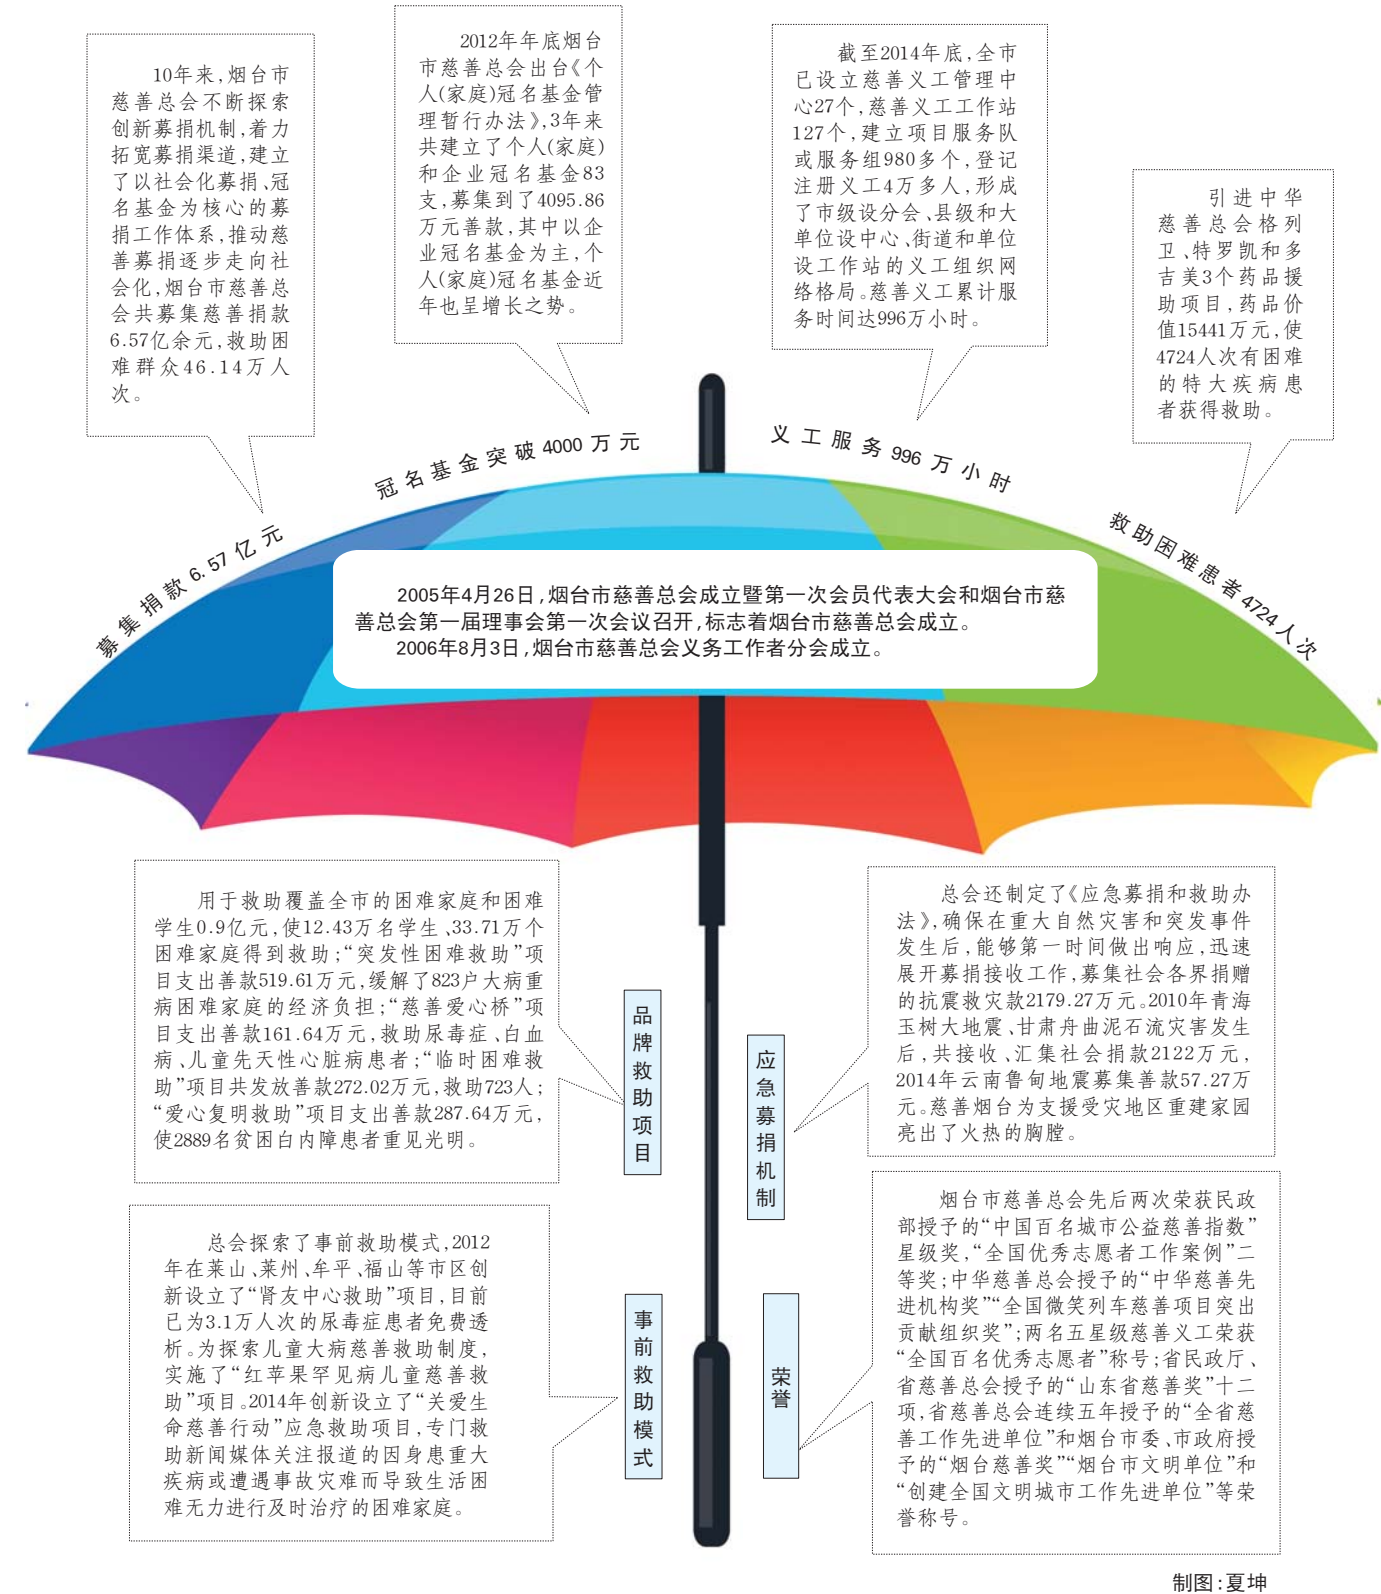 10年来,烟台市
慈善总会不断探索
创新募捐机制,着力
拓宽募捐渠道,建立
了以社会化募捐、冠
名基金为核心的募
捐工作体系,推动慈
善募捐逐步走向社
会化,烟台市慈善总
会共募集慈善捐款
6.57亿余元,救助困
难群众46.14万人
次。
2012年年底烟台
市慈善总会出台《个
人(家庭)冠名基金管
理暂行办法》,3年来
共建立了个人(家庭)
和企业冠名基金83
支,募集到了4095.86
万元善款,其中以企
业冠名基金为主,个
人(家庭)冠名基金近
年也呈增长之势。
截至2014年底,全市
已设立慈善义工管理中
心27个,慈善义工工作站
127个,建立项目服务队
或服务组980多个,登记
注册义工4万多人,形成
了市级设分会、县级和大
单位设中心、街道和单位
设工作站的义工组织网
络格局。慈善义工累计服
务时间达996万小时。
引进中华
慈善总会格列
卫、特罗凯和多
吉美3个药品援
助项目,药品价
值15441万元,使
4724人次有困难
的特大疾病患
者获得救助。
募集捐款6.57亿元
冠名基金突破4000万元
义工服务996万小时
救助困难患者4724人次
2005年4月26日,烟台市慈善总会成立暨第一次会员代表大会和烟台市慈
善总会第一届理事会第一次会议召开,标志着烟台市慈善总会成立。
2006年8月3日,烟台市慈善总会义务工作者分会成立。
用于救助覆盖全市的困难家庭和困难
学生0.9亿元,使12.43万名学生、33.71万个
困难家庭得到救助;“突发性困难救助”项
目支出善款519.61万元,缓解了823户大病重
病困难家庭的经济负担;“慈善爱心桥”项
目支出善款161.64万元,救助尿毒症、白血
病、儿童先天性心脏病患者;“临时困难救
助”项目共发放善款272.02万元,救助723人;
“爱心复明救助”项目支出善款287.64万元,
使2889名贫困白内障患者重见光明。
品牌救助项目
应急募捐机制
总会还制定了《应急募捐和救助办
法》,确保在重大自然灾害和突发事件
发生后,能够第一时间做出响应,迅速
展开募捐接收工作,募集社会各界捐赠
的抗震救灾款2179.27万元。2010年青海
玉树大地震、甘肃舟曲泥石流灾害发生
后,共接收、汇集社会捐款2122万元,
2014年云南鲁甸地震募集善款57.27万
元。慈善烟台为支援受灾地区重建家园
亮出了火热的胸膛。
总会探索了事前救助模式,2012
年在莱山、莱州、牟平、福山等市区创
新设立了“肾友中心救助”项目,目前
已为3.1万人次的尿毒症患者免费透
析。为探索儿童大病慈善救助制度,
实施了“红苹果罕见病儿童慈善救
助”项目。2014年创新设立了“关爱生
命慈善行动”应急救助项目,专门救
助新闻媒体关注报道的因身患重大
疾病或遭遇事故灾难而导致生活困
难无力进行及时治疗的困难家庭。
事前救助模式
荣誉
烟台市慈善总会先后两次荣获民政
部授予的“中国百名城市公益慈善指数”
星级奖,“全国优秀志愿者工作案例”二
等奖;中华慈善总会授予的“中华慈善先
进机构奖”“全国微笑列车慈善项目突出
贡献组织奖”;两名五星级慈善义工荣获
“全国百名优秀志愿者”称号;省民政厅、
省慈善总会授予的“山东省慈善奖”十二
项,省慈善总会连续五年授予的“全省慈
善工作先进单位”和烟台市委、市政府授
予的“烟台慈善奖”“烟台市文明单位”和
“创建全国文明城市工作先进单位”等荣
誉称号。
制图:夏坤